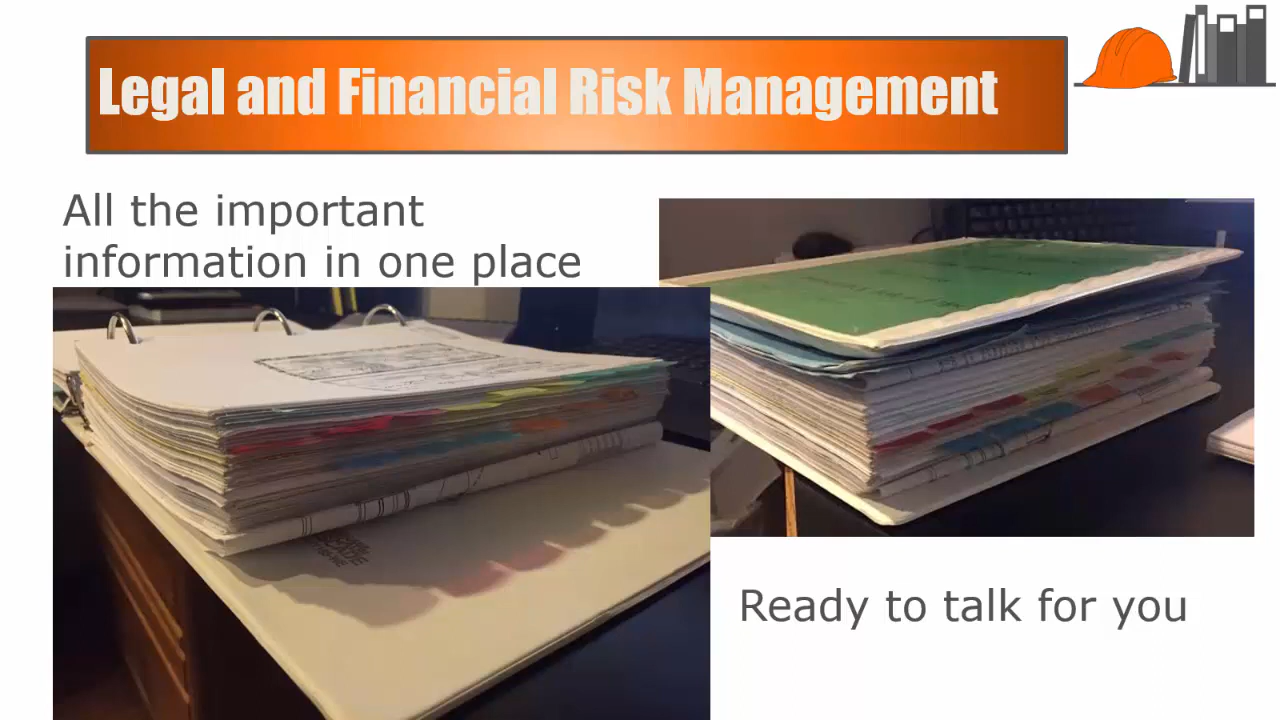 Legal and Financial Risk Management
All the important
information in one place
Ready to talk for you